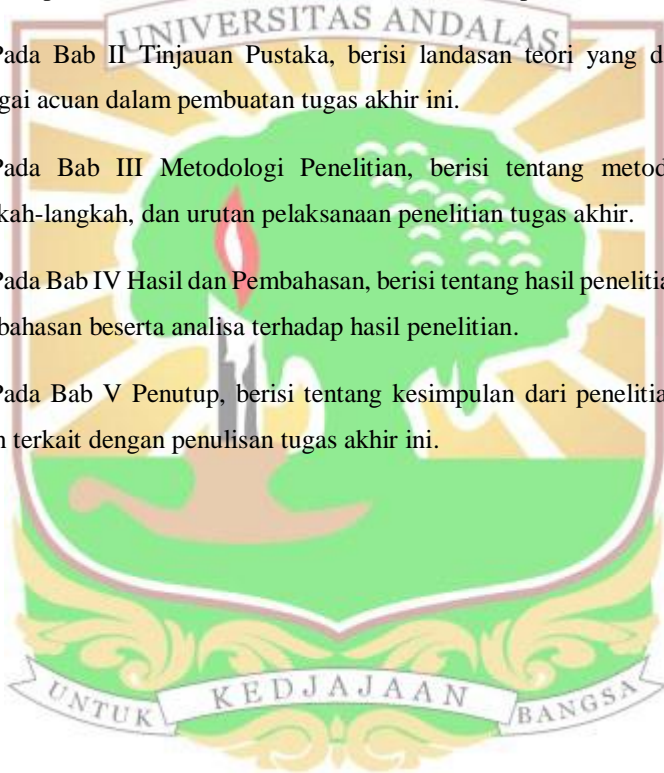 UNIVERSITAS ANDALAS
Pada Bab II Tinjauan Pustaka, berisi landasan teori yang
gai acuan dalam pembuatan tugas akhir ini.
Pada Bab III Metodologi Penelitian, berisi tentang metod
kah-langkah, dan urutan pelaksanaan penelitian tugas akhir.
Pada Bab IV Hasil dan Pembahasan, berisi tentang hasil penelitia
bahasan beserta analisa terhadap hasil penelitian.
Pada Bab V Penutup, berisi tentang kesimpulan dari penelitia
n terkait dengan penulisan tugas akhir ini.
UNTUK KEDJAJAAN BANGSA